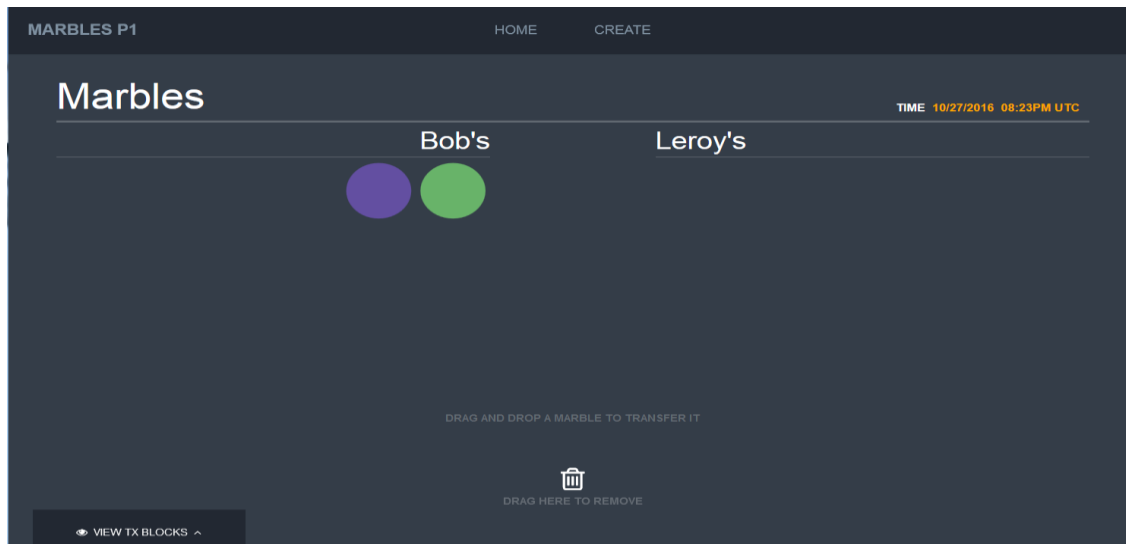 MARBLES P1 HOME CREATE
Marbles
TIME 10/27/2016 08:23PM UTC
Bob's Leroy's
DRAG AND DROP A MARBLE TO TRANSFER IT
DRAG HERE TO REMOVE
VIEW TX BLOCKS